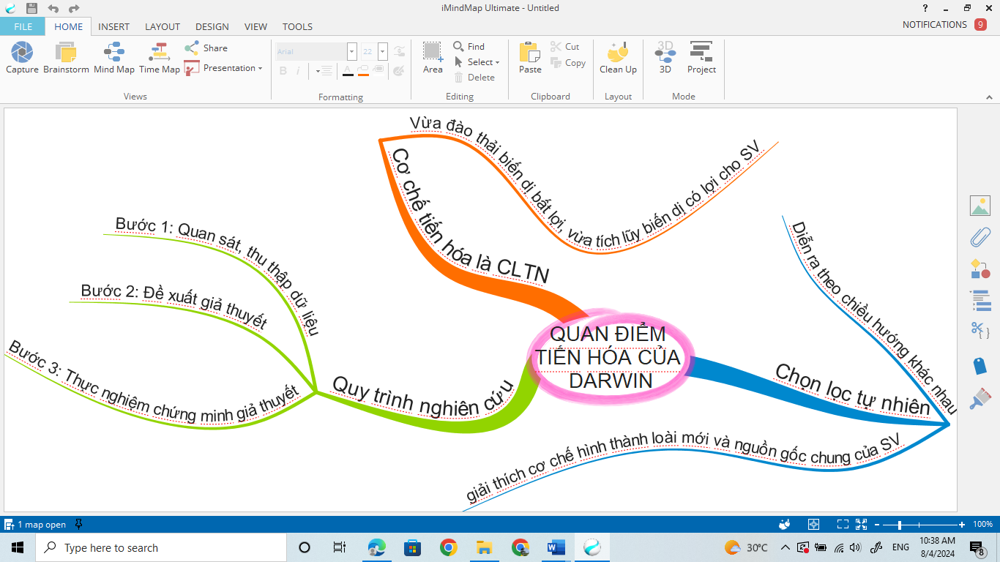 iMindMap Ultimate - Untitled
FILE HOME INSERT LAYOUT DESIGN VIEW TOOLS
NOTIFICATIONS 9
Capture Brainstorm Mind Map Time Map
Share
Presentation
Views
Arial 22
B i
A
Formatting
Area
Find
Select
Delete
Editing
Paste
Cut
Copy
Clipboard
Clean Up
Layout
3D
3D
Project
Mode
Vừa đào thải biến dị bất lợi, vừa tích lũy biến dị có lợi cho SV
Cơ chế tiến hóa là CLTN
Bước 1: Quan sát, thu thập dữ liệu
Bước 2: Đề xuất giả thuyết
Bước 3: Thực nghiệm chứng minh giả thuyết
Quy trình nghiên cứu
QUAN ĐIỂM
TIẾN HÓA CỦA
DARWIN
Diễn ra theo chiều hướng khác nhau
Chọn lọc tự nhiên
giải thích cơ chế hình thành loài mới và nguồn gốc chung của SV
1 map open
100%
Type here to search
30°C
ENG
10:38 AM
8/4/2024
8